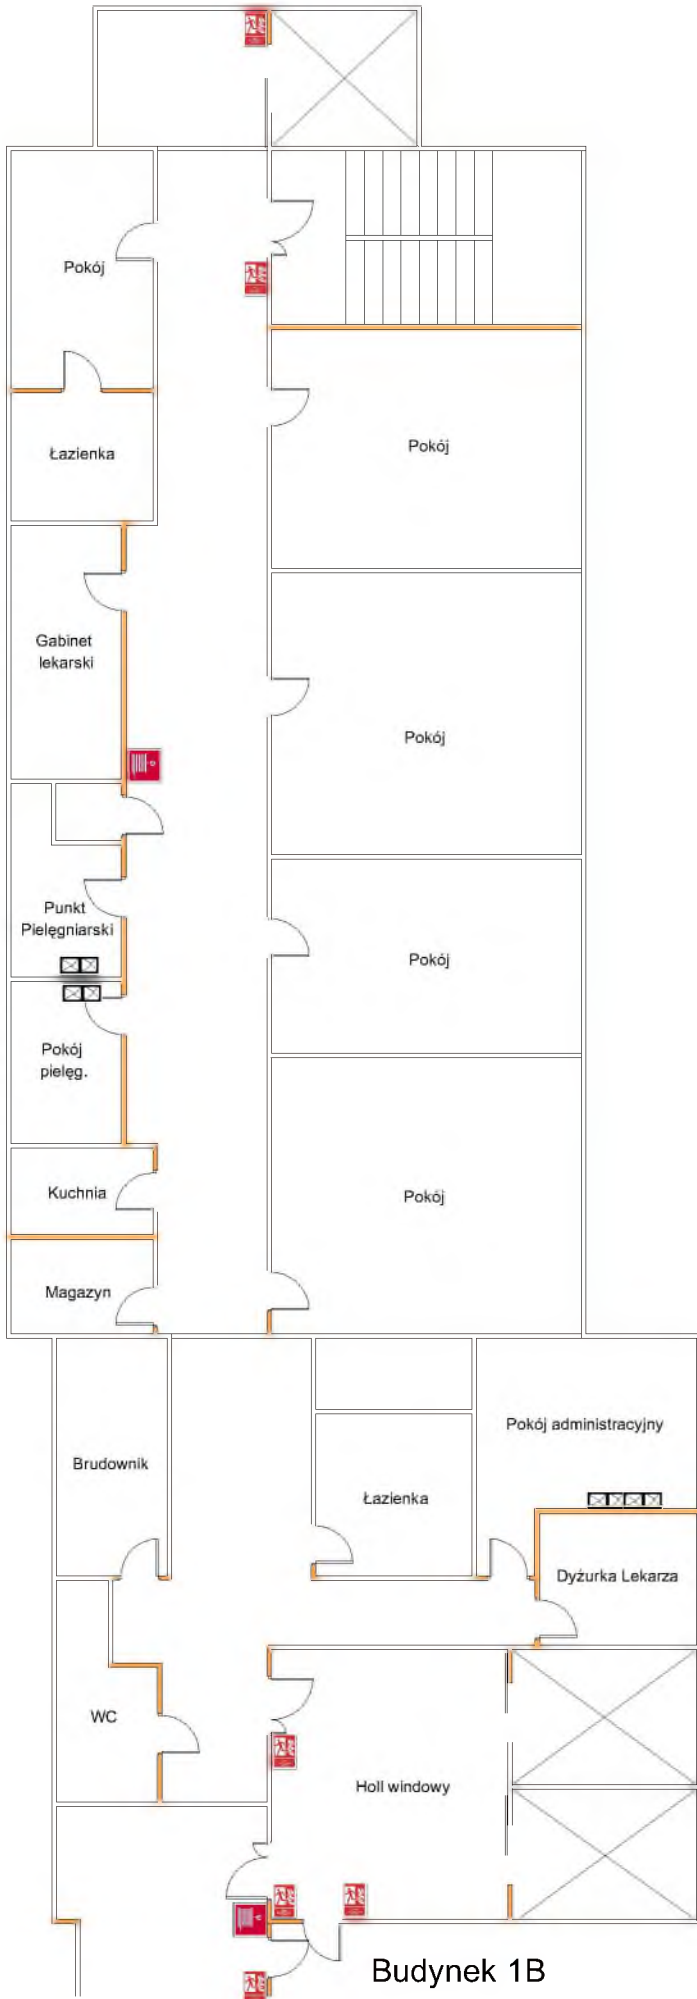 Pokój
Łazienka
Pokój
Gabinet
lekarski
Pokój
Punkt
Pielęgniarski
Pokój
Pokój
pielęg.
Kuchnia
Pokój
Magazyn
Pokój administracyjny
Brudownik
Łazienka
Dyżurka Lekarza
WC
Holl windowy
Budynek 1B